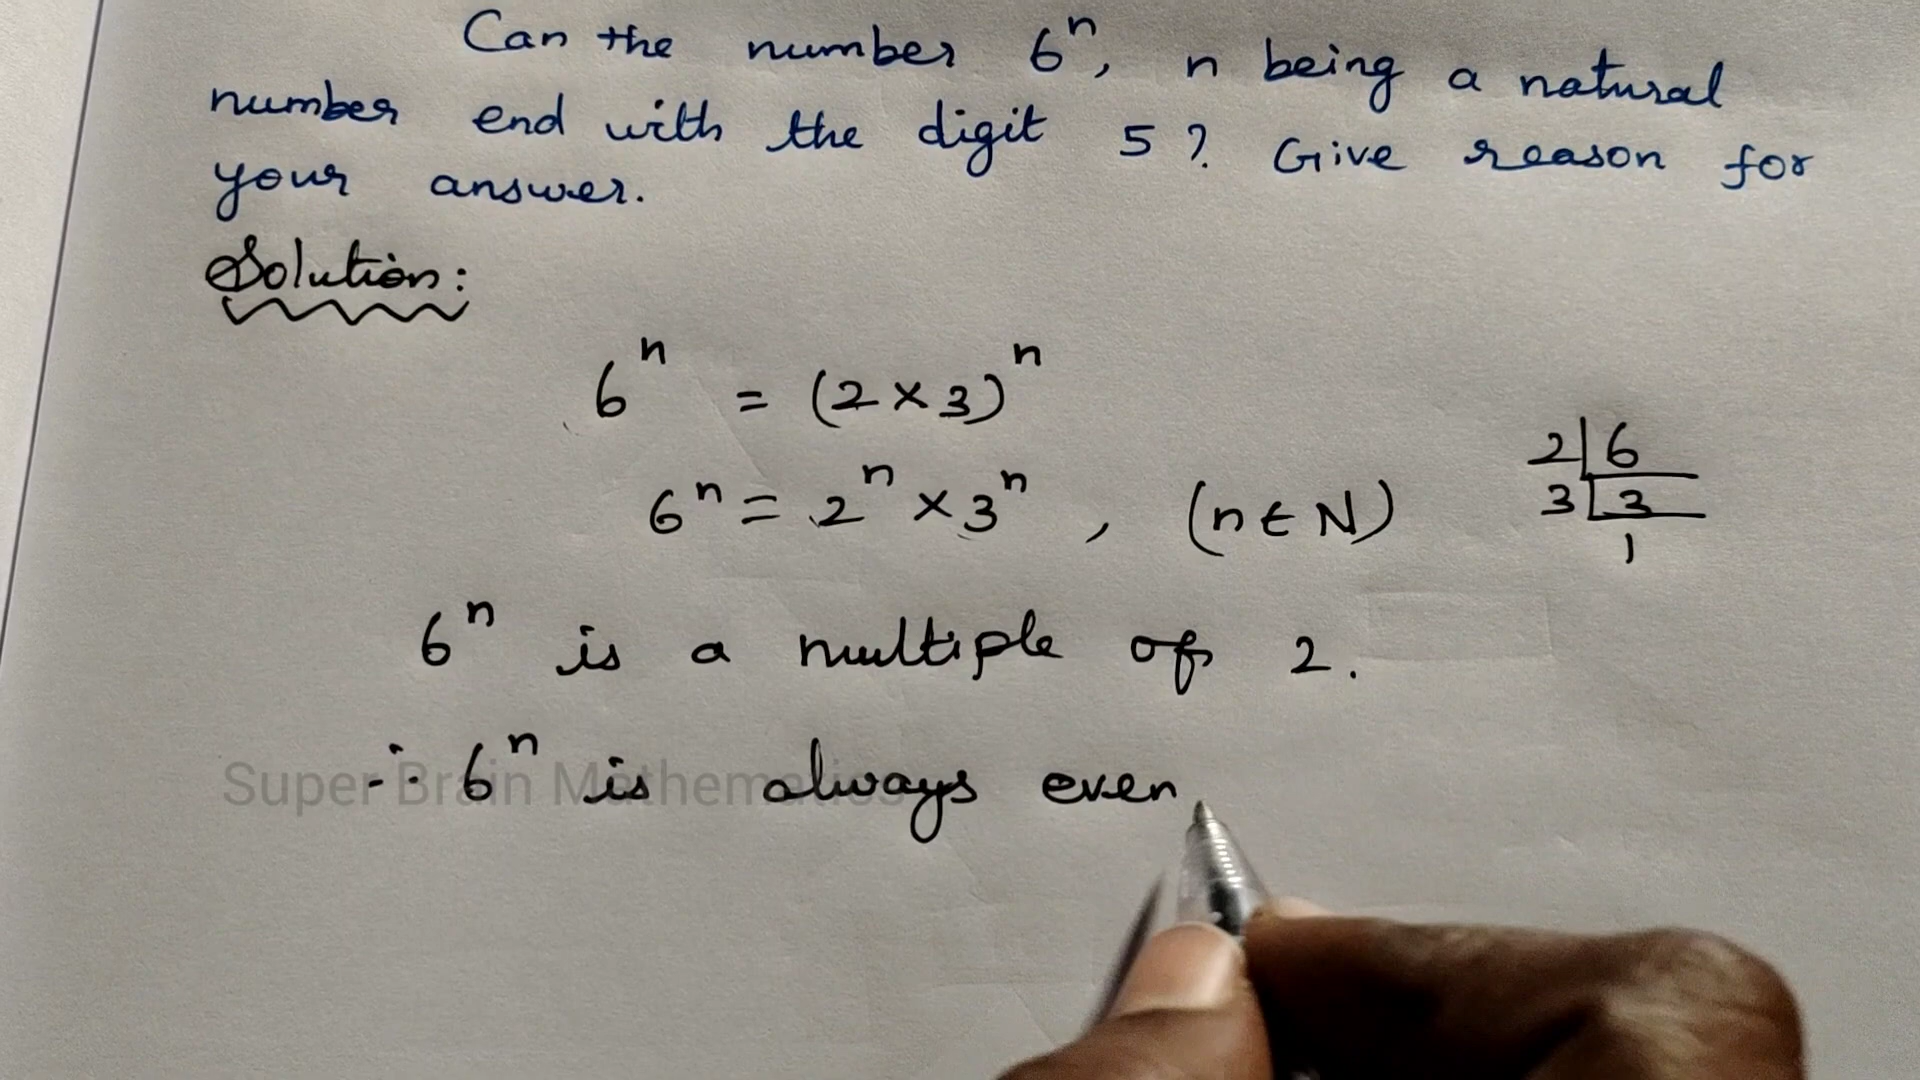 Can the number 6ⁿ, n being a natural
number end with the digit 5? Give reason for
your answer.
Solution:
6ⁿ = (2 × 3)ⁿ
6ⁿ = 2ⁿ × 3ⁿ, (n ∈ N)
2 6
3 3
1
6ⁿ is a multiple of 2.
∴ 6ⁿ is always even
Super Brain Mathematics